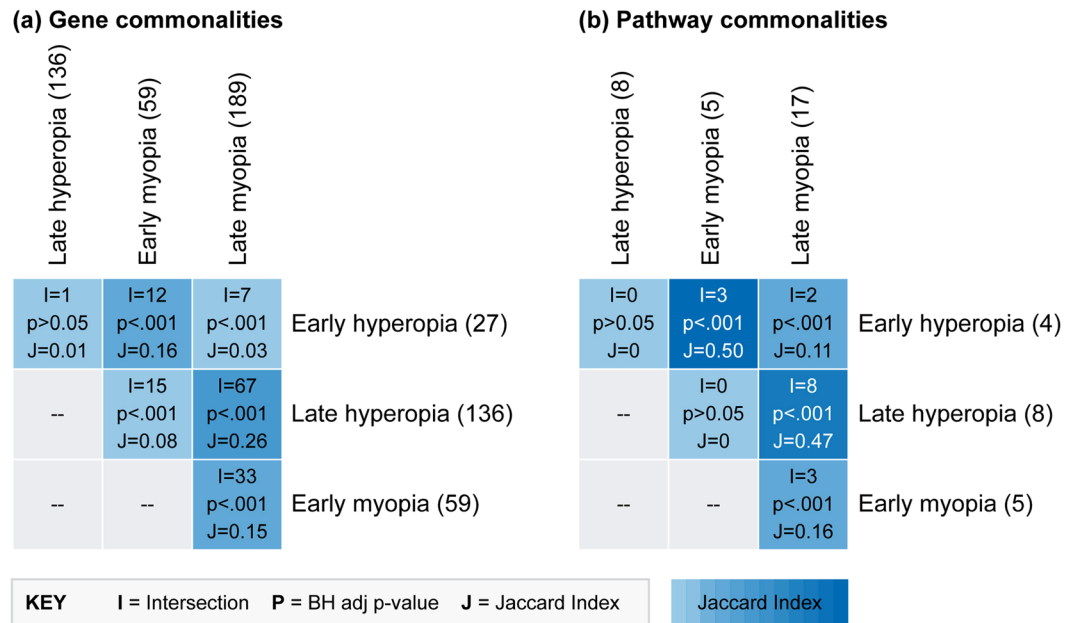 (a) Gene commonalities
Late hyperopia (136)
Early myopia (59)
Late myopia (189)
I=1
p>0.05
J=0.01
I=12
p<.001
J=0.16
I=7
p<.001
J=0.03
Early hyperopia (27)
--
I=15
p<.001
J=0.08
I=67
p<.001
J=0.26
Late hyperopia (136)
--
--
I=33
p<.001
J=0.15
Early myopia (59)
(b) Pathway commonalities
Late hyperopia (8)
Early myopia (5)
Late myopia (17)
I=0
p>0.05
J=0
I=3
p<.001
J=0.50
I=2
p<.001
J=0.11
Early hyperopia (4)
--
I=0
p>0.05
J=0
I=8
p<.001
J=0.47
Late hyperopia (8)
--
--
I=3
p<.001
J=0.16
Early myopia (5)
KEY I = Intersection P = BH adj p-value J = Jaccard Index
Jaccard Index